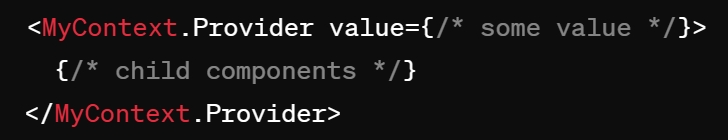 <MyContext.Provider value={/* some value */}>
{/* child components */}
</MyContext.Provider>